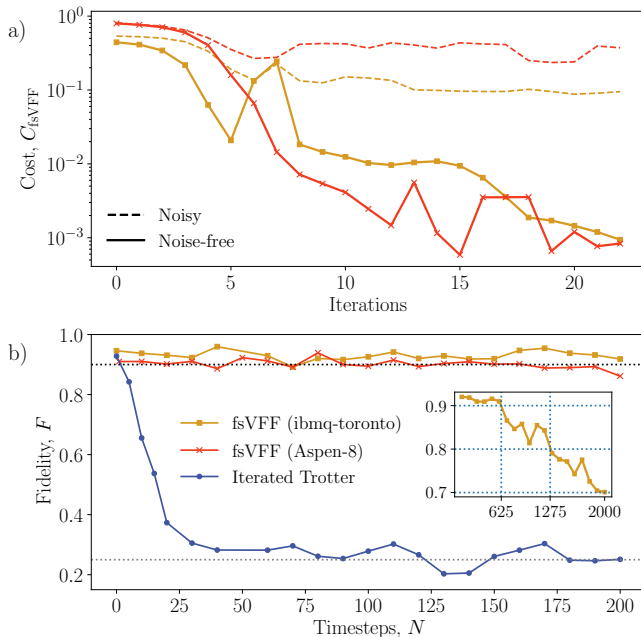 a)
10^0
10^{-1}
10^{-2}
10^{-3}
Cost, C_{fsVFF}
Noisy
Noise-free
0 5 10 15 20
Iterations
b)
1.0
0.8
0.6
0.4
0.2
Fidelity, F
fsVFF (ibmq-toronto)
fsVFF (Aspen-8)
Iterated Trotter
0.9
0.8
0.7
625 1275 2000
0 25 50 75 100 125 150 175 200
Timesteps, N